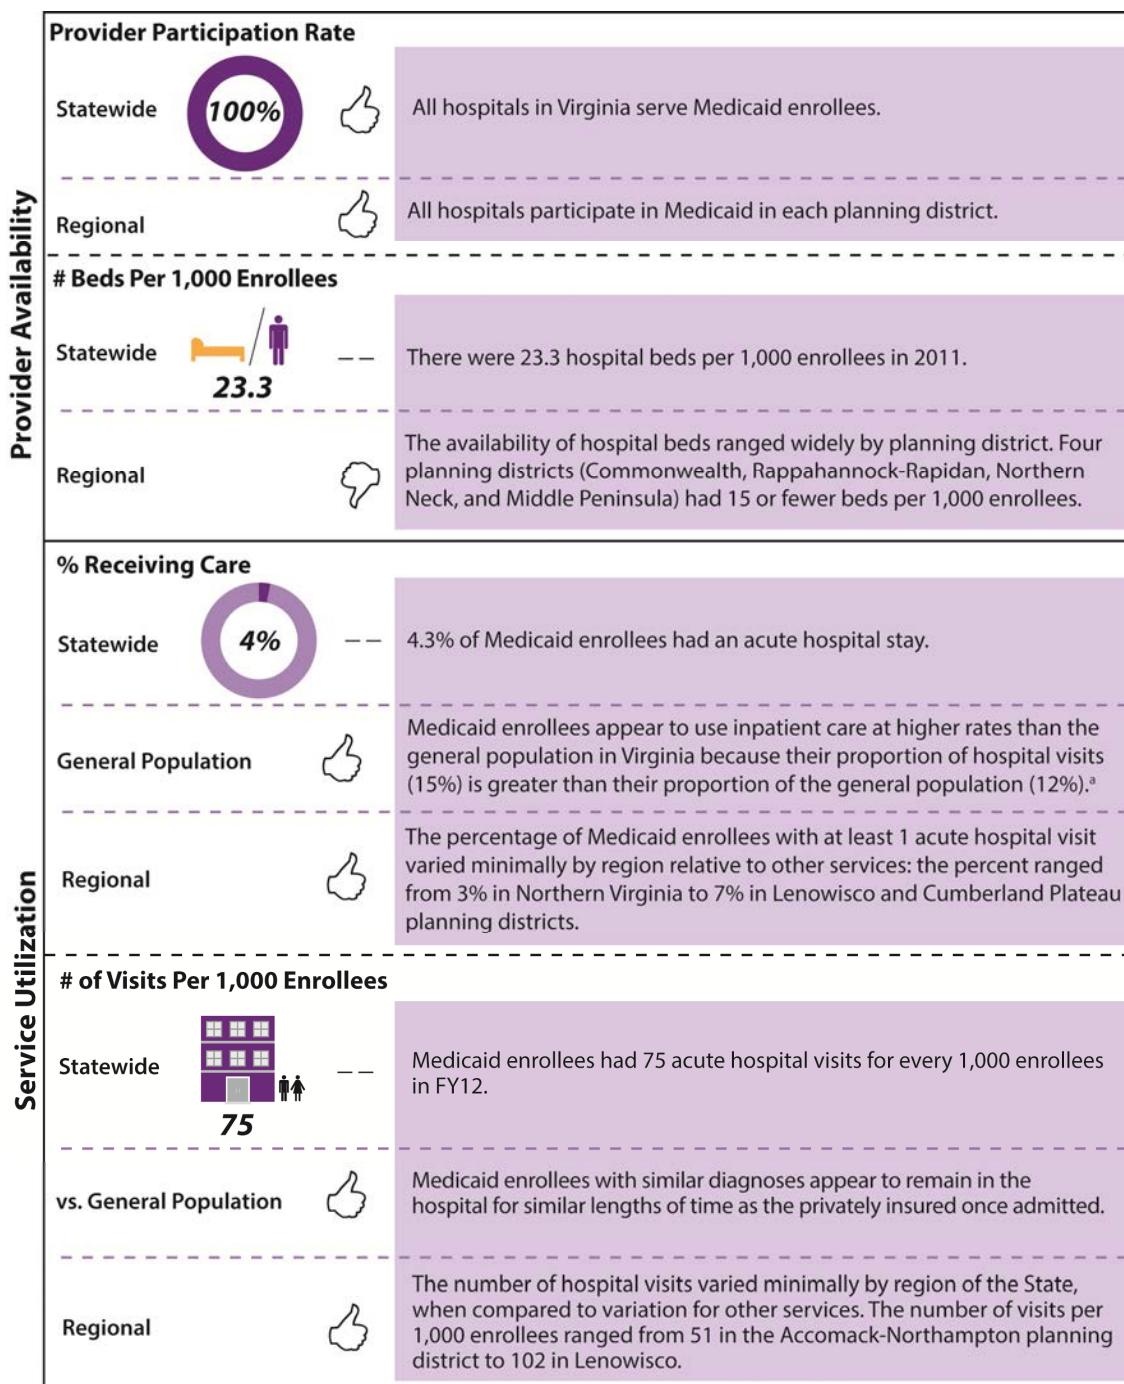 Provider Availability
Provider Participation Rate
Statewide
100%
All hospitals in Virginia serve Medicaid enrollees.
Regional
All hospitals participate in Medicaid in each planning district.
# Beds Per 1,000 Enrollees
Statewide
23.3
– –
There were 23.3 hospital beds per 1,000 enrollees in 2011.
Regional
The availability of hospital beds ranged widely by planning district. Four
planning districts (Commonwealth, Rappahannock-Rapidan, Northern
Neck, and Middle Peninsula) had 15 or fewer beds per 1,000 enrollees.
Service Utilization
% Receiving Care
Statewide
4%
– –
4.3% of Medicaid enrollees had an acute hospital stay.
General Population
Medicaid enrollees appear to use inpatient care at higher rates than the
general population in Virginia because their proportion of hospital visits
(15%) is greater than their proportion of the general population (12%).ᵃ
Regional
The percentage of Medicaid enrollees with at least 1 acute hospital visit
varied minimally by region relative to other services: the percent ranged
from 3% in Northern Virginia to 7% in Lenowisco and Cumberland Plateau
planning districts.
# of Visits Per 1,000 Enrollees
Statewide
75
– –
Medicaid enrollees had 75 acute hospital visits for every 1,000 enrollees
in FY12.
vs. General Population
Medicaid enrollees with similar diagnoses appear to remain in the
hospital for similar lengths of time as the privately insured once admitted.
Regional
The number of hospital visits varied minimally by region of the State,
when compared to variation for other services. The number of visits per
1,000 enrollees ranged from 51 in the Accomack-Northampton planning
district to 102 in Lenowisco.